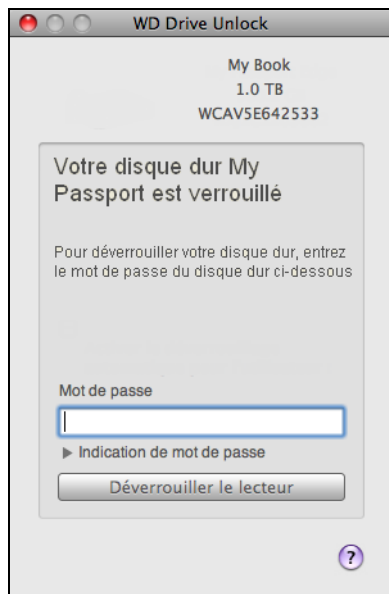 WD Drive Unlock
My Book
1.0 TB
WCAV5E642533
Votre disque dur My
Passport est verrouillé
Pour déverrouiller votre disque dur, entrez
le mot de passe du disque dur ci-dessous
Mot de passe
Indication de mot de passe
Déverrouiller le lecteur
?